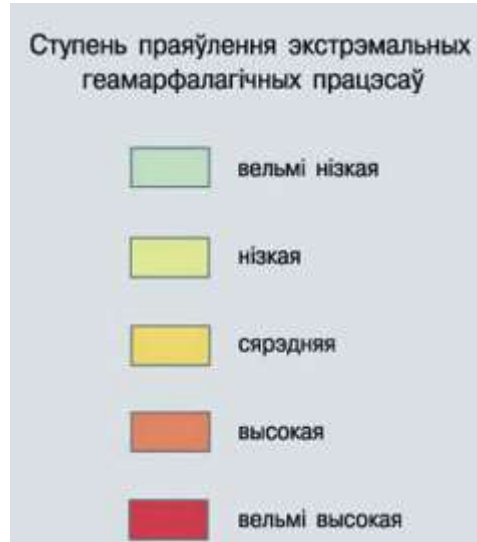 Ступень праяўлення экстрэмальных
геамарфалагічных працэсаў
вельмі нізкая
нізкая
сярэдняя
высокая
вельмі высокая